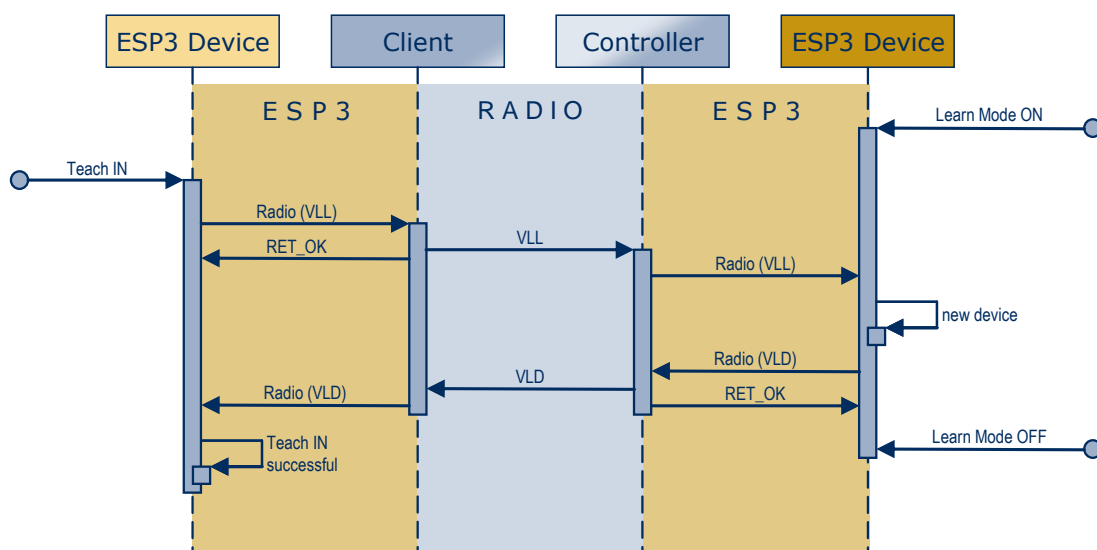 ESP3 Device
Client
Controller
ESP3 Device
ESP3
RADIO
ESP3
Learn Mode ON
Teach IN
Radio (VLL)
VLL
RET_OK
Radio (VLL)
new device
Radio (VLD)
VLD
Radio (VLD)
RET_OK
Teach IN
successful
Learn Mode OFF